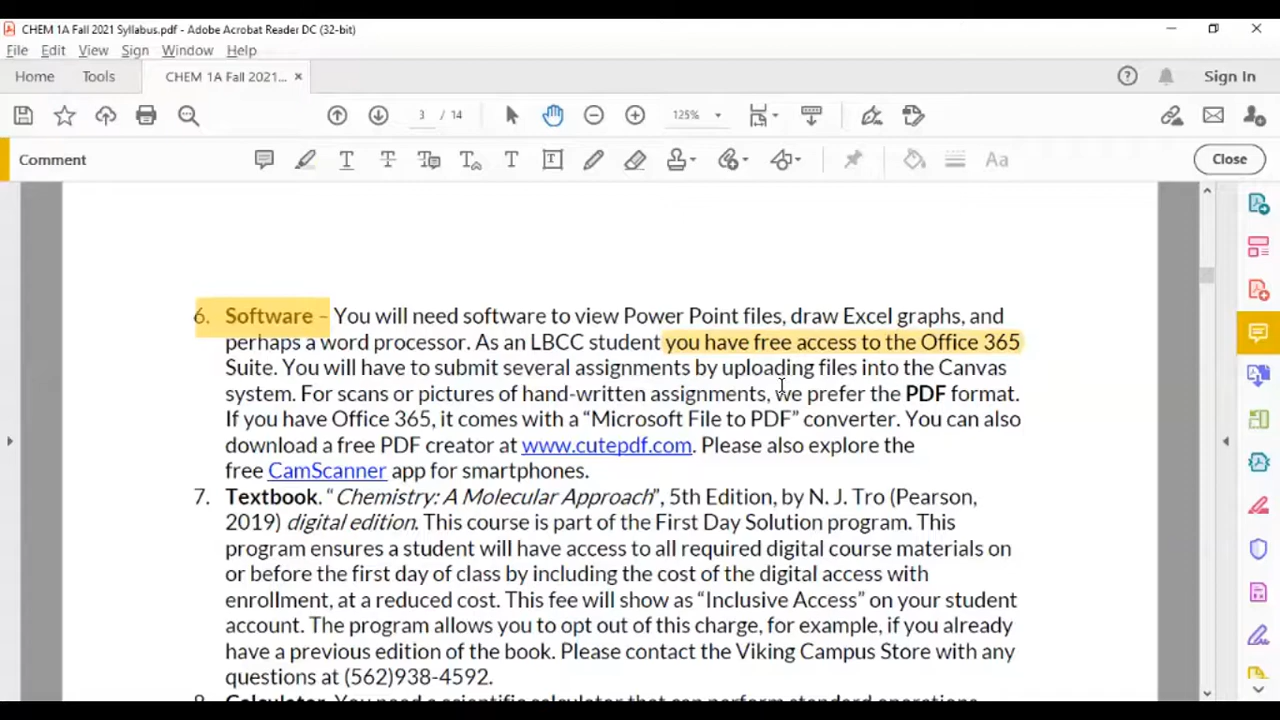 CHEM 1A Fall 2021 Syllabus.pdf - Adobe Acrobat Reader DC (32-bit)
File Edit View Sign Window Help
Home Tools CHEM 1A Fall 2021... × Sign In
3 / 14 125%
Comment Close
6. Software – You will need software to view Power Point files, draw Excel graphs, and
perhaps a word processor. As an LBCC student you have free access to the Office 365
Suite. You will have to submit several assignments by uploading files into the Canvas
system. For scans or pictures of hand-written assignments, we prefer the PDF format.
If you have Office 365, it comes with a “Microsoft File to PDF” converter. You can also
download a free PDF creator at www.cutepdf.com. Please also explore the
free CamScanner app for smartphones.
7. Textbook. “Chemistry: A Molecular Approach”, 5th Edition, by N. J. Tro (Pearson,
2019) digital edition. This course is part of the First Day Solution program. This
program ensures a student will have access to all required digital course materials on
or before the first day of class by including the cost of the digital access with
enrollment, at a reduced cost. This fee will show as “Inclusive Access” on your student
account. The program allows you to opt out of this charge, for example, if you already
have a previous edition of the book. Please contact the Viking Campus Store with any
questions at (562)938-4592.
8. Calculator. You need a scientific calculator that can perform standard operations